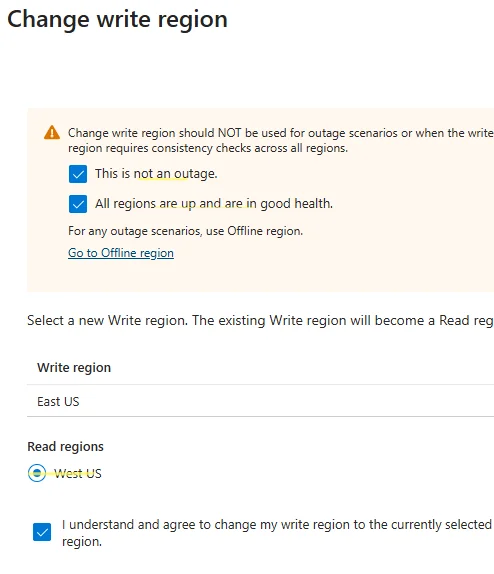 Change write region
Change write region should NOT be used for outage scenarios or when the write
region requires consistency checks across all regions.
This is not an outage.
All regions are up and are in good health.
For any outage scenarios, use Offline region.
Go to Offline region
Select a new Write region. The existing Write region will become a Read reg
Write region
East US
Read regions
West US
I understand and agree to change my write region to the currently selected
region.